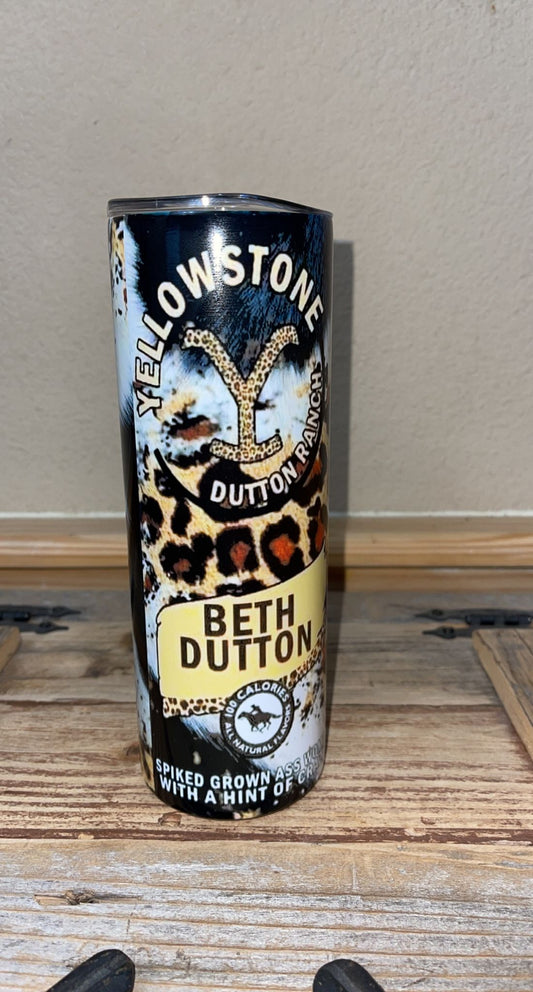 YELLOWSTONE
Y
DUTTON RANCH
BETH
DUTTON
100 CALORIES
ALL NATURAL FLAVORS
SPIKED GROWN ASS
WITH A HINT OF